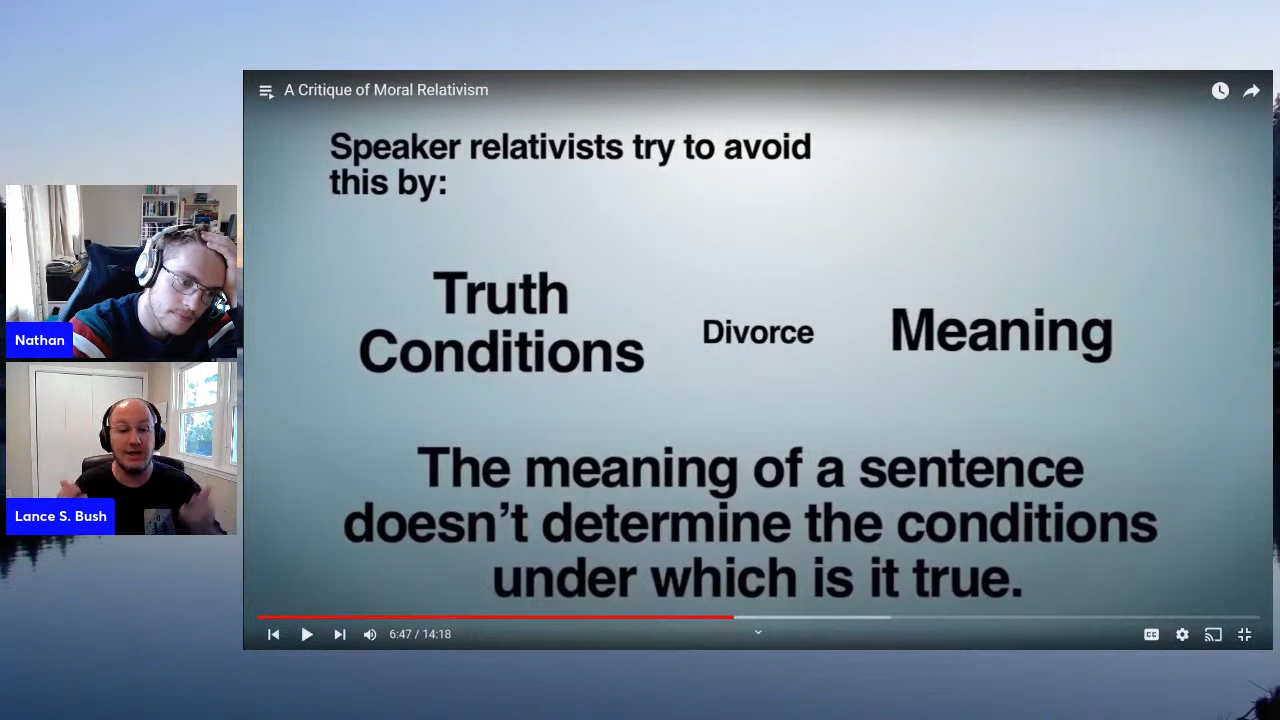 A Critique of Moral Relativism
Speaker relativists try to avoid
this by:
Truth
Conditions
Divorce
Meaning
The meaning of a sentence
doesn't determine the conditions
under which is it true.
Nathan
Lance S. Bush
6:47 / 14:18
CC